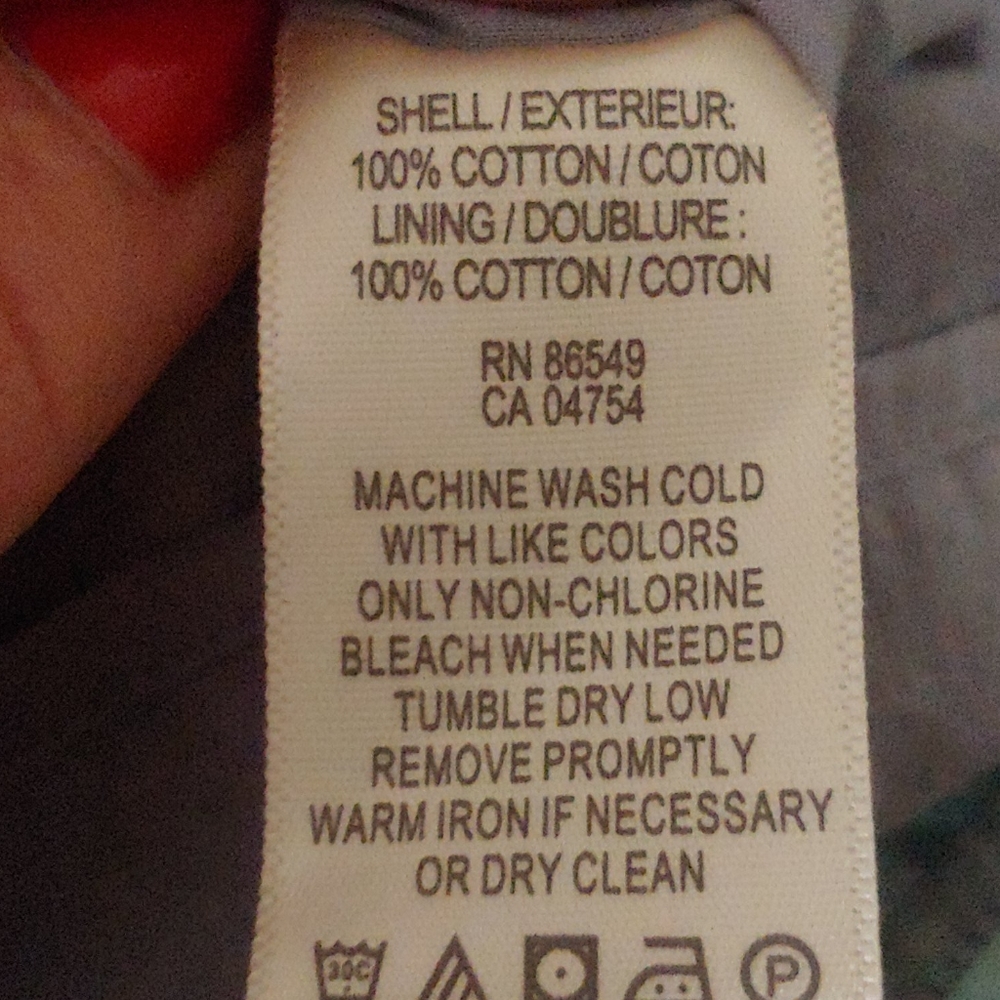 SHELL / EXTERIEUR:
100% COTTON / COTON
LINING / DOUBLURE :
100% COTTON / COTON
RN 86549
CA 04754
MACHINE WASH COLD
WITH LIKE COLORS
ONLY NON-CHLORINE
BLEACH WHEN NEEDED
TUMBLE DRY LOW
REMOVE PROMPTLY
WARM IRON IF NECESSARY
OR DRY CLEAN
30C P